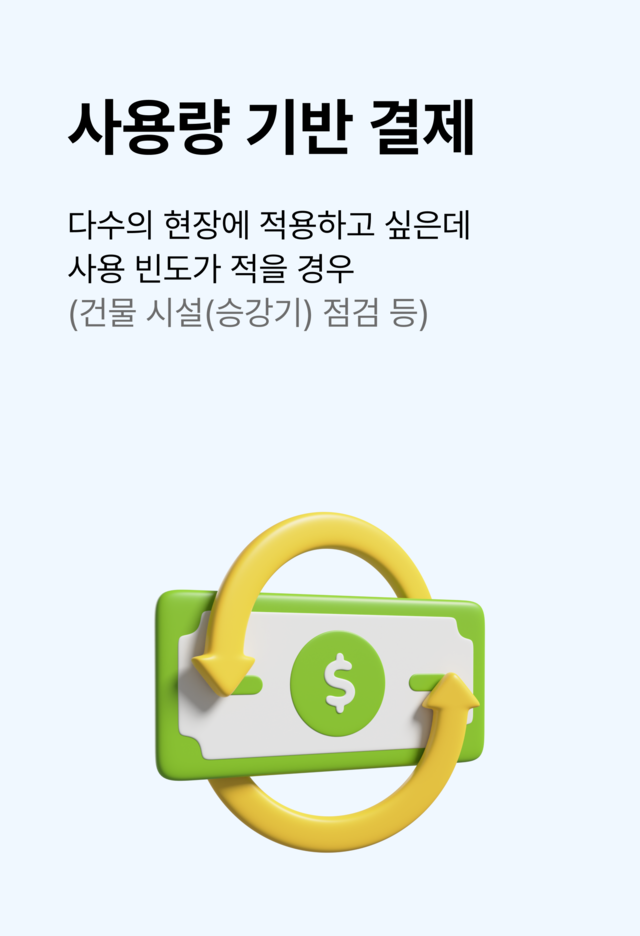 사용량 기반 결제
다수의 현장에 적용하고 싶은데
사용 빈도가 적을 경우
(건물 시설(승강기) 점검 등)
$